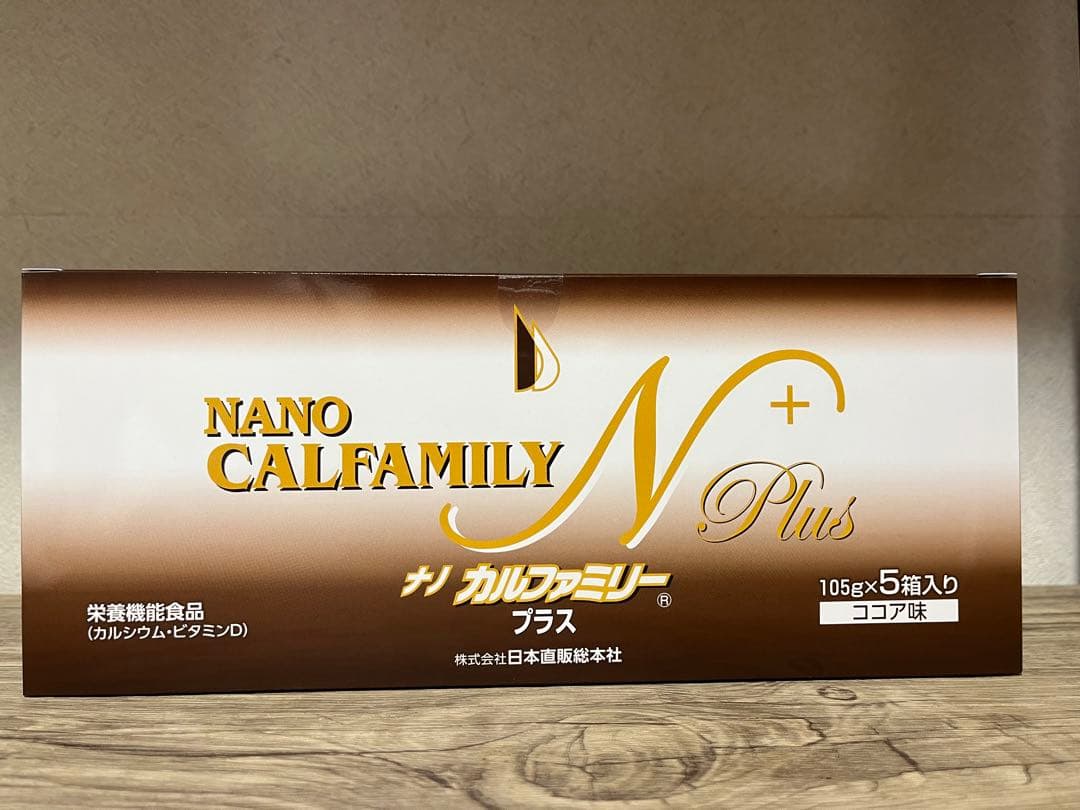 NANO
CALFAMILY
N+
Plus
ナノ カルファミリー®
プラス
栄養機能食品
(カルシウム・ビタミンD)
105g×5箱入り
ココア味
株式会社日本直販総本社